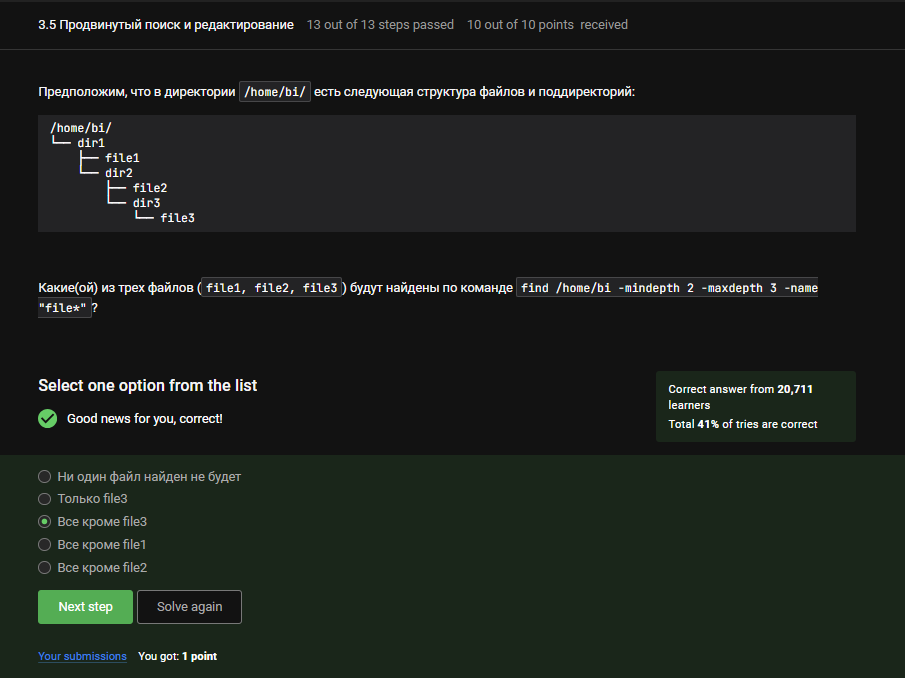 3.5 Продвинутый поиск и редактирование 13 out of 13 steps passed 10 out of 10 points received
Предположим, что в директории /home/bi/ есть следующая структура файлов и поддиректорий:
/home/bi/
└── dir1
├── file1
└── dir2
├── file2
└── dir3
└── file3
Какие(ой) из трех файлов (file1, file2, file3) будут найдены по команде find /home/bi -mindepth 2 -maxdepth 3 -name
"file*"?
Select one option from the list
Good news for you, correct!
Correct answer from 20,711
learners
Total 41% of tries are correct
Ни один файл найден не будет
Только file3
Все кроме file3
Все кроме file1
Все кроме file2
Next step Solve again
Your submissions You got: 1 point